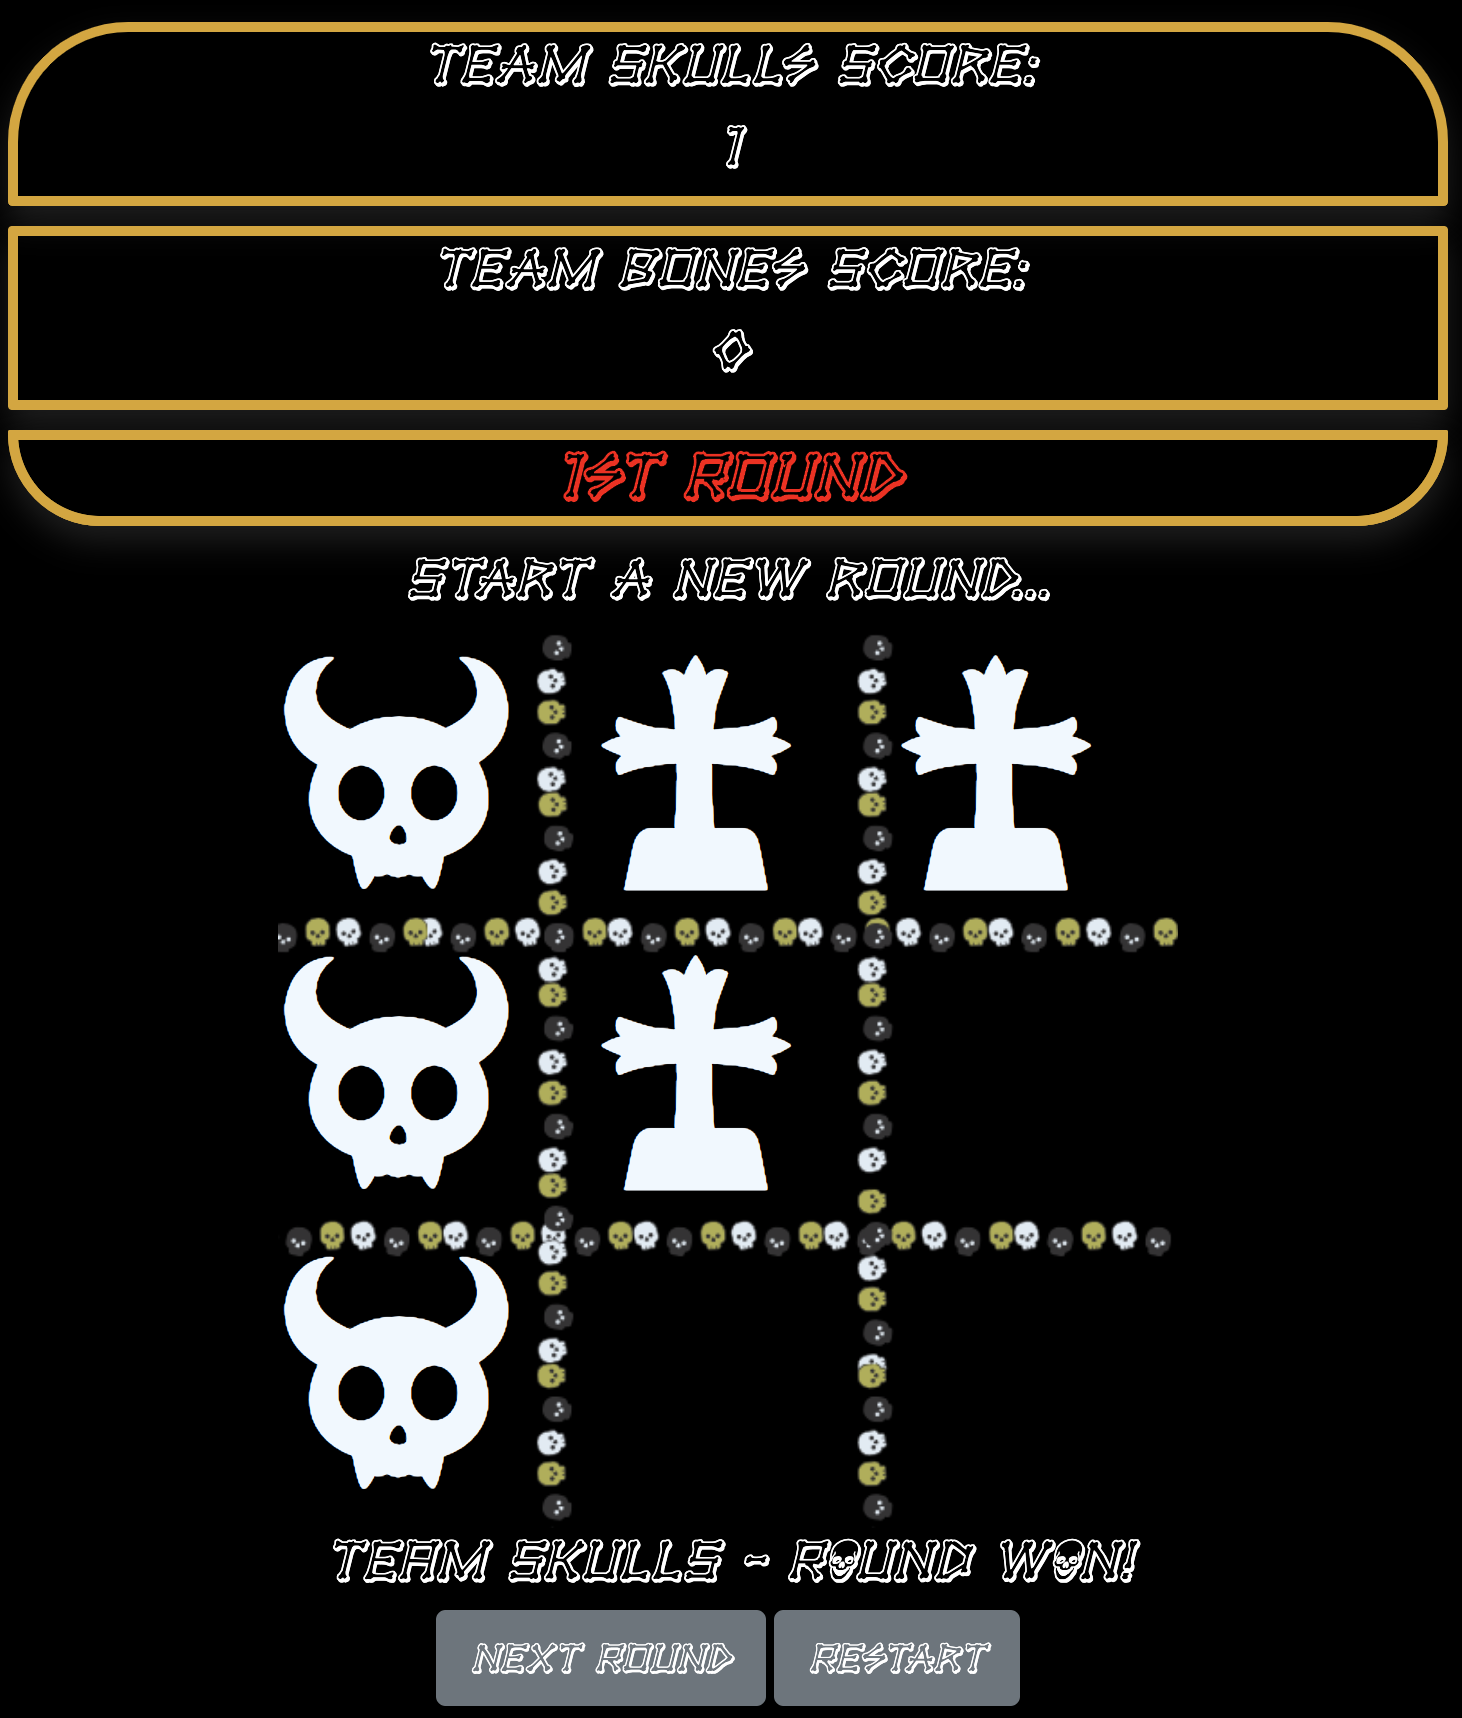 TEAM SKULLS SCORE:
1
TEAM BONES SCORE:
0
1ST ROUND
START A NEW ROUND...
TEAM SKULLS - ROUND WON!
NEXT ROUND
RESTART